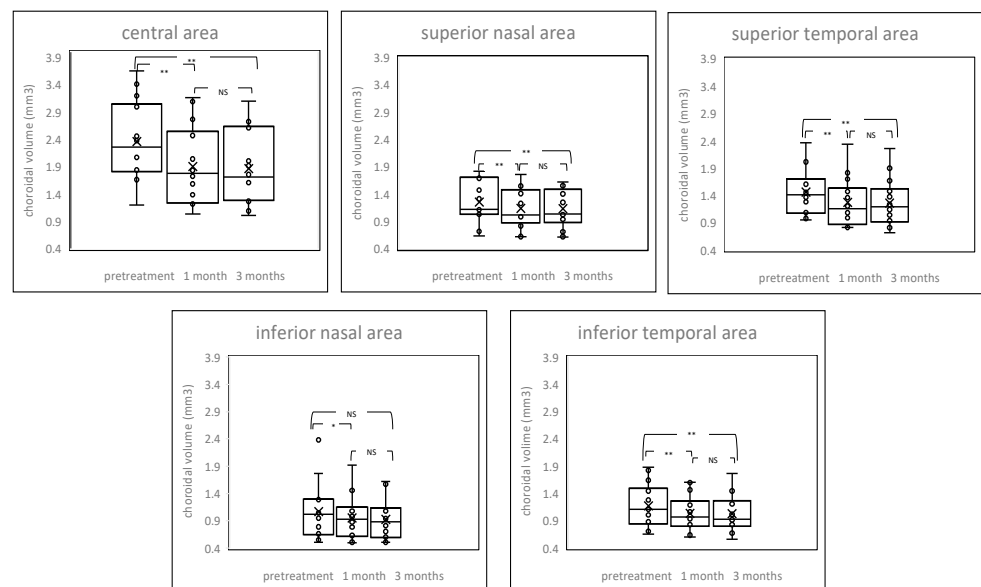 central area
choroidal volume (mm3)
3.9
3.4
2.9
2.4
1.9
1.4
0.9
0.4
**
**
NS
pretreatment 1 month 3 months
superior nasal area
choroidal volume (mm3)
3.9
3.4
2.9
2.4
1.9
1.4
0.9
0.4
**
**
NS
pretreatment 1 month 3 months
superior temporal area
choroidal volume (mm3)
3.9
3.4
2.9
2.4
1.9
1.4
0.9
0.4
**
**
NS
pretreatment 1 month 3 months
inferior nasal area
choroidal volume (mm3)
3.9
3.4
2.9
2.4
1.9
1.4
0.9
0.4
NS
*
NS
pretreatment 1 month 3 months
inferior temporal area
choroidal volime (mm3)
3.9
3.4
2.9
2.4
1.9
1.4
0.9
0.4
**
**
NS
pretreatment 1 month 3 months